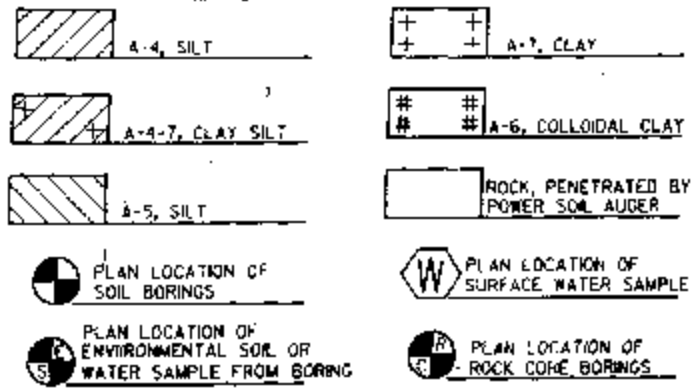 A-4, SILT
A-4-7, CLAY SILT
A-5, SILT
PLAN LOCATION OF
SOIL BORINGS
S E
PLAN LOCATION OF
ENVIRONMENTAL SOIL OR
WATER SAMPLE FROM BORING
A-7, CLAY
A-6, COLLOIDAL CLAY
ROCK, PENETRATED BY
POWER SOIL AUGER
W
PLAN LOCATION OF
SURFACE WATER SAMPLE
R
C
PLAN LOCATION OF
ROCK CORE BORINGS